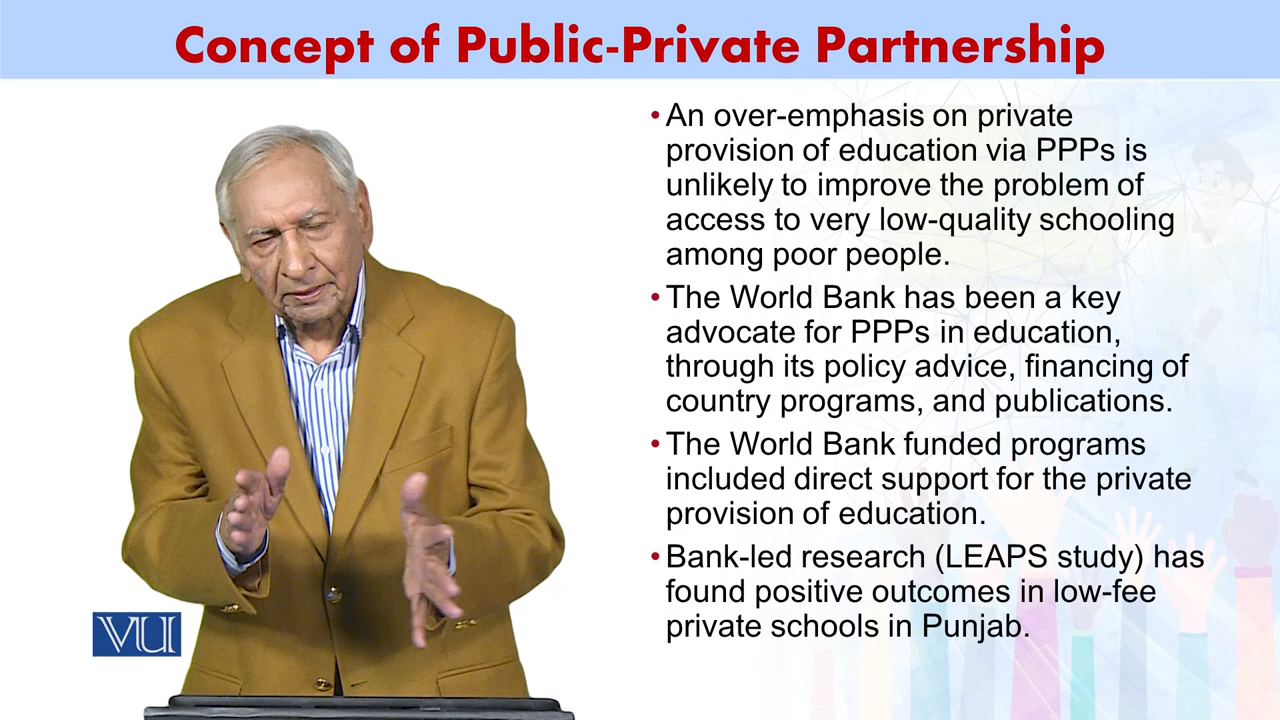 Concept of Public-Private Partnership
• An over-emphasis on private
provision of education via PPPs is
unlikely to improve the problem of
access to very low-quality schooling
among poor people.
• The World Bank has been a key
advocate for PPPs in education,
through its policy advice, financing of
country programs, and publications.
• The World Bank funded programs
included direct support for the private
provision of education.
• Bank-led research (LEAPS study) has
found positive outcomes in low-fee
private schools in Punjab.
VU